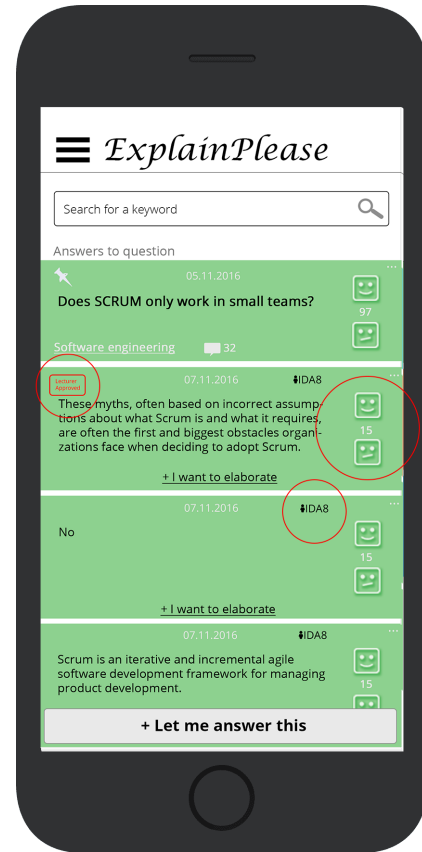 ExplainPlease
Search for a keyword
Answers to question
05.11.2016
Does SCRUM only work in small teams?
97
Software engineering
32
Lecturer
Approved
07.11.2016
IDA8
These myths, often based on incorrect assump-
tions about what Scrum is and what it requires,
are often the first and biggest obstacles organi-
zations face when deciding to adopt Scrum.
15
+ I want to elaborate
07.11.2016
IDA8
No
15
+ I want to elaborate
07.11.2016
IDA8
Scrum is an iterative and incremental agile
software development framework for managing
product development.
15
+ Let me answer this